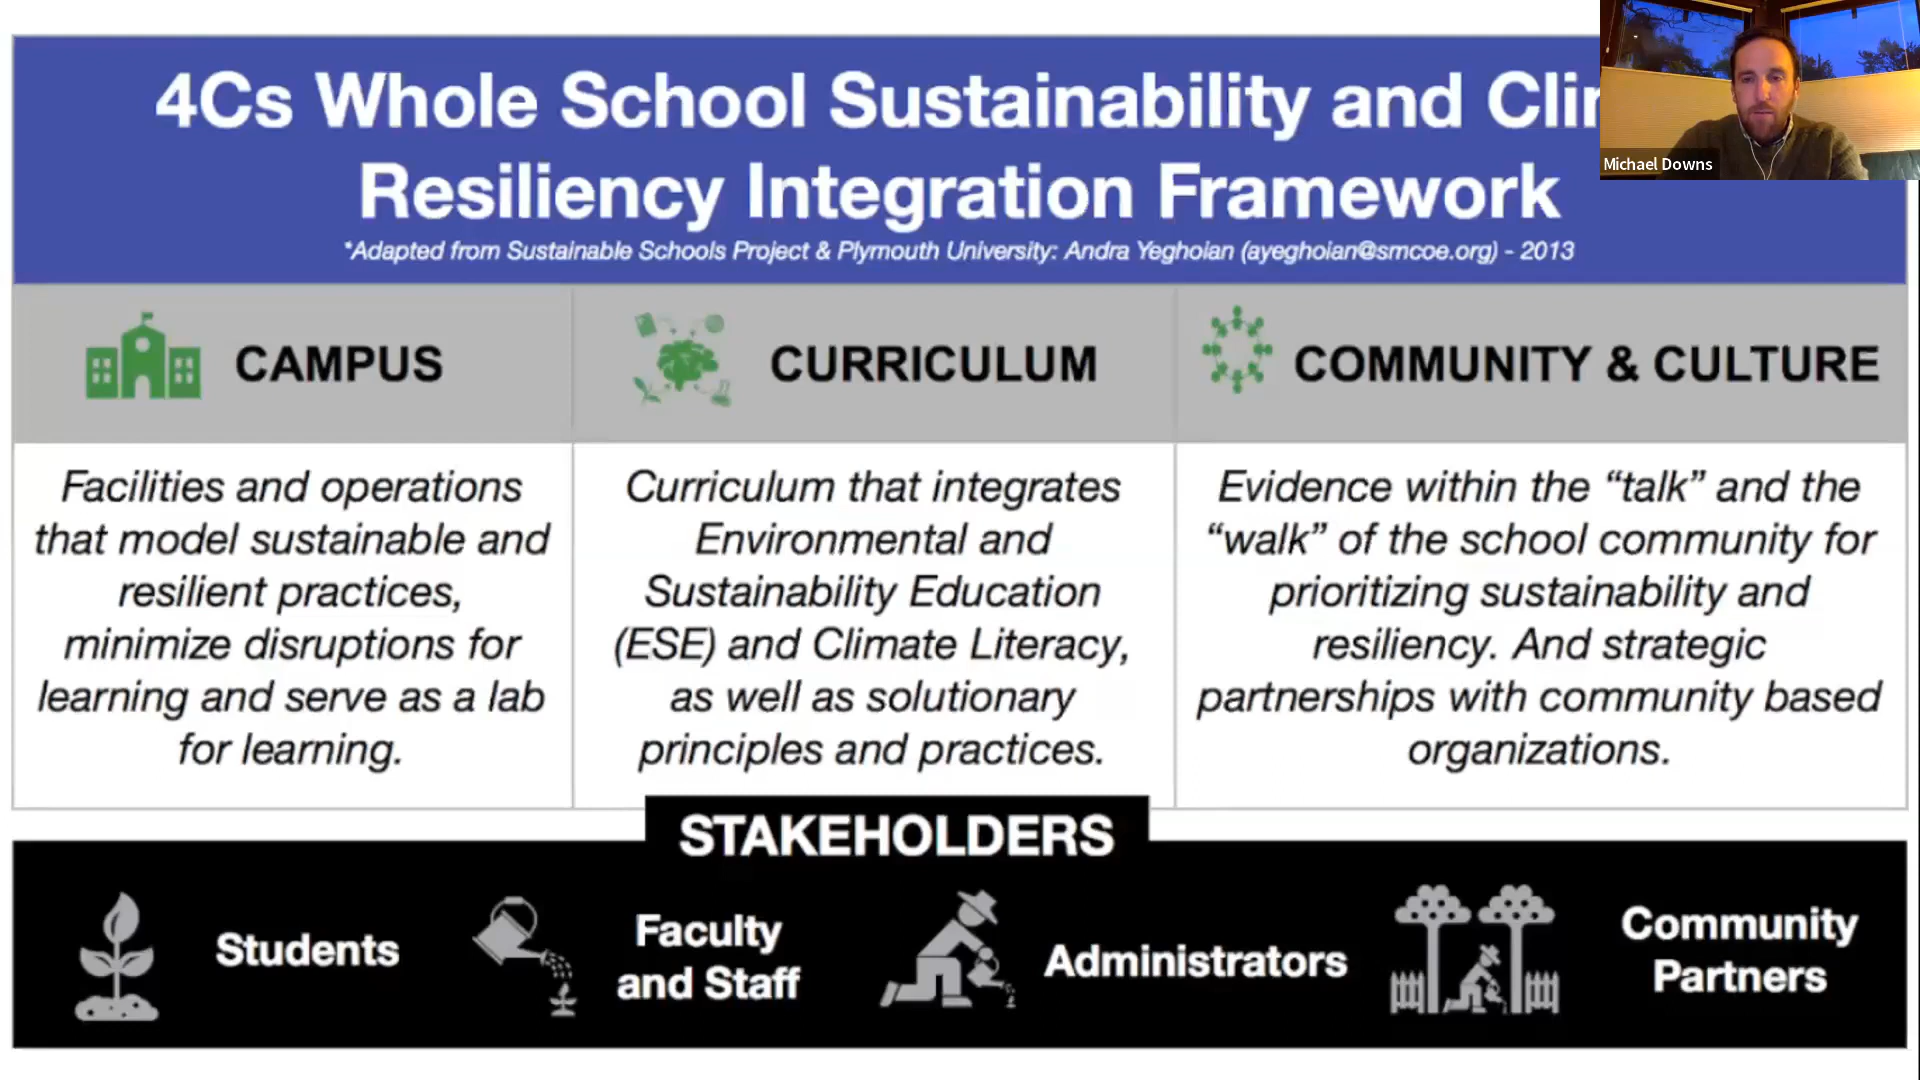 4Cs Whole School Sustainability and
Resiliency Integration Framework
*Adapted from Sustainable Schools Project & Plymouth University: Andra Yeghoian (ayeghoian@smcoe.org) - 2013
Michael Downs
CAMPUS
CURRICULUM
COMMUNITY & CULTURE
Facilities and operations
that model sustainable and
resilient practices,
minimize disruptions for
learning and serve as a lab
for learning.
Curriculum that integrates
Environmental and
Sustainability Education
(ESE) and Climate Literacy,
as well as solutionary
principles and practices.
Evidence within the “talk” and the
“walk” of the school community for
prioritizing sustainability and
resiliency. And strategic
partnerships with community based
organizations.
STAKEHOLDERS
Students
Faculty
and Staff
Administrators
Community
Partners